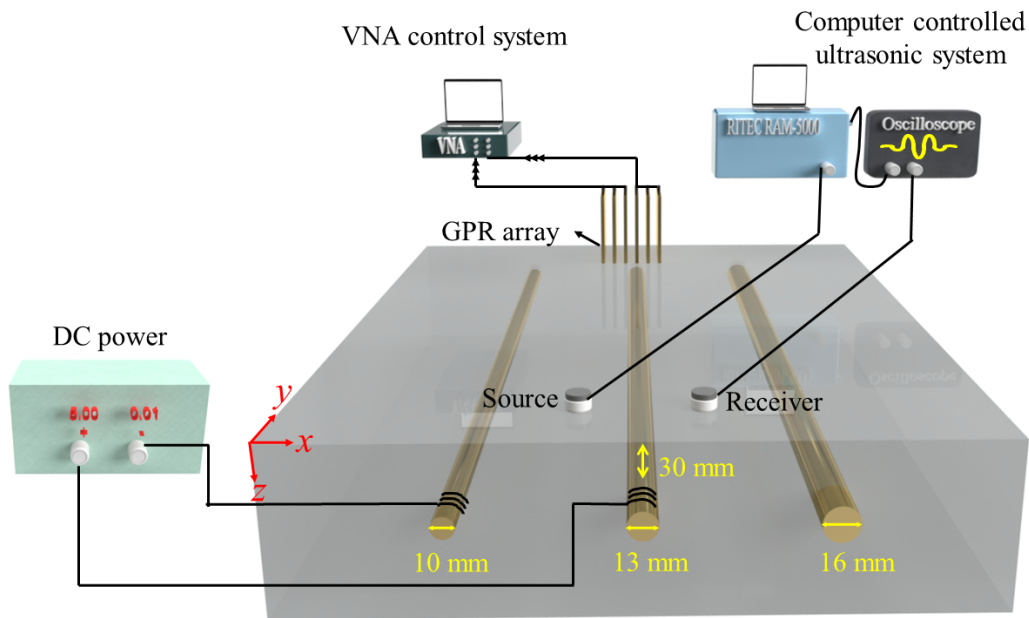 VNA control system
Computer controlled
ultrasonic system
RITEC RAM-5000
Oscilloscope
VNA
GPR array
DC power
5.00
0.01
+
-
Source
Receiver
y
x
z
30 mm
10 mm
13 mm
16 mm